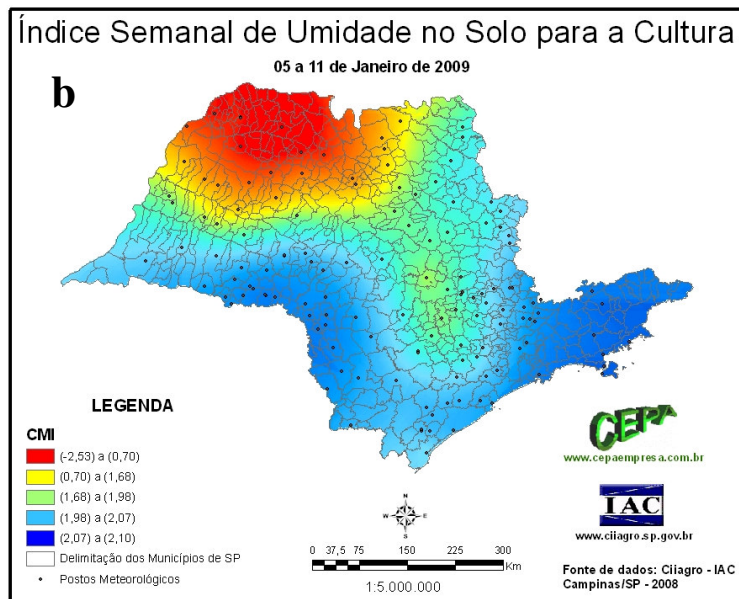 Índice Semanal de Umidade no Solo para a Cultura
05 a 11 de Janeiro de 2009
b
LEGENDA
CMI
(-2,53) a (0,70)
(0,70) a (1,68)
(1,68) a (1,98)
(1,98) a (2,07)
(2,07) a (2,10)
Delimitação dos Municípios de SP
Postos Meteorológicos
N
W E
S
0 37,5 75 150 225 300
Km
1:5.000.000
CEPA
www.cepaempresa.com.br
IAC
www.ciiagro.sp.gov.br
Fonte de dados: Ciiagro - IAC
Campinas/SP - 2008